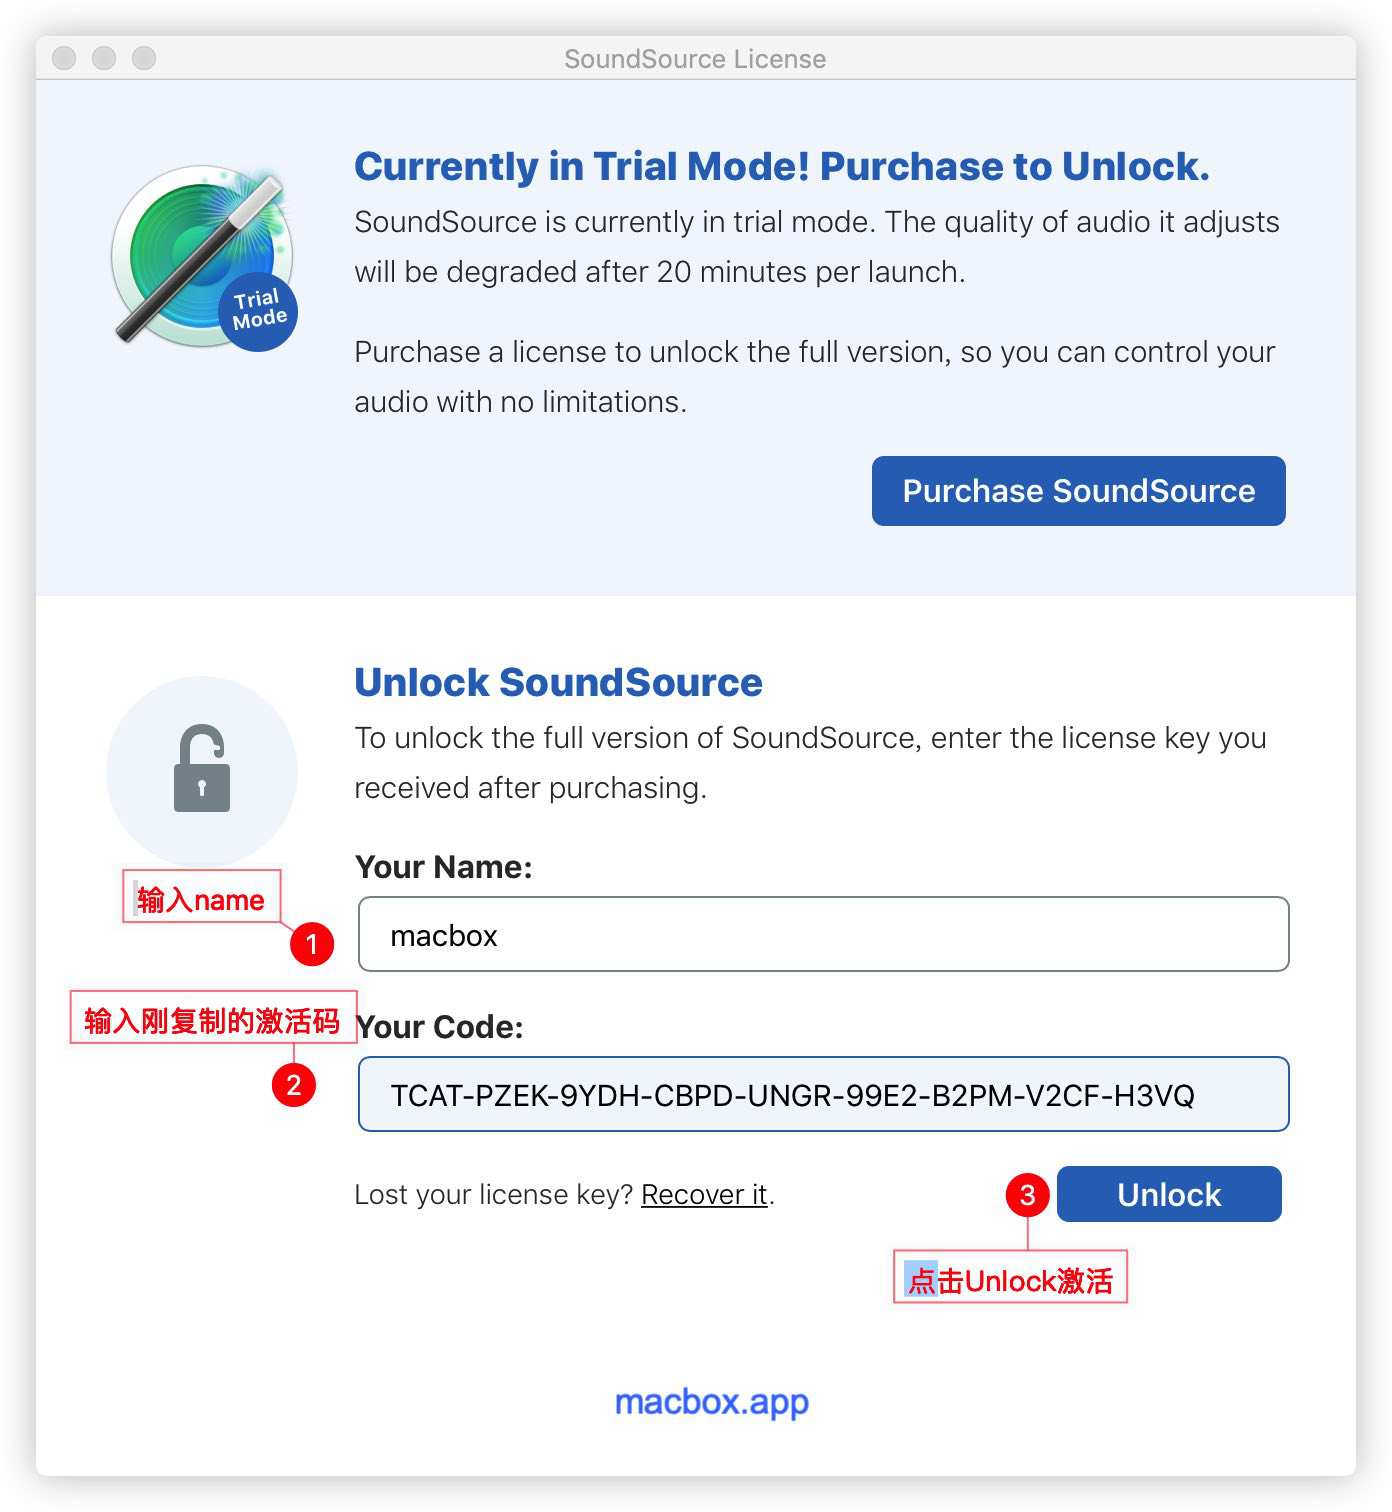 SoundSource License
Currently in Trial Mode! Purchase to Unlock.
SoundSource is currently in trial mode. The quality of audio it adjusts
will be degraded after 20 minutes per launch.
Trial
Mode
Purchase a license to unlock the full version, so you can control your
audio with no limitations.
Purchase SoundSource
Unlock SoundSource
To unlock the full version of SoundSource, enter the license key you
received after purchasing.
Your Name:
输入name
1
macbox
输入刚复制的激活码
Your Code:
2
TCAT-PZEK-9YDH-CBPD-UNGR-99E2-B2PM-V2CF-H3VQ
Lost your license key? Recover it.
3
Unlock
点击Unlock激活
macbox.app